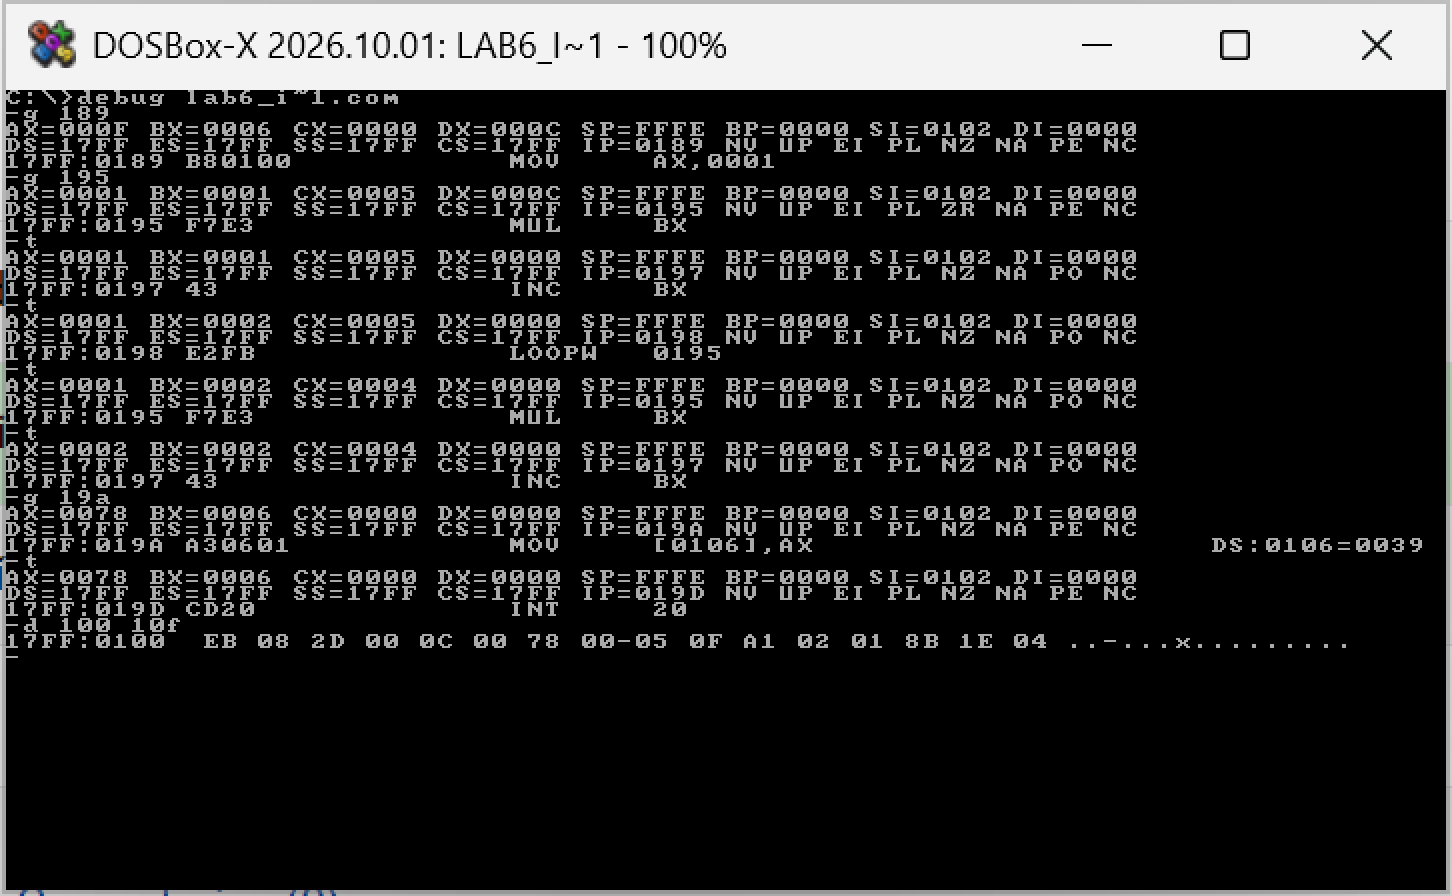 DOSBox-X 2026.10.01: LAB6_I~1 - 100%
C:\>debug lab6_i~1.com
-g 189
AX=000F BX=0006 CX=0000 DX=000C SP=FFFE BP=0000 SI=0102 DI=0000
DS=17FF ES=17FF SS=17FF CS=17FF IP=0189 NV UP EI PL NZ NA PE NC
17FF:0189 B80100 MOV AX,0001
-g 195
AX=0001 BX=0001 CX=0005 DX=000C SP=FFFE BP=0000 SI=0102 DI=0000
DS=17FF ES=17FF SS=17FF CS=17FF IP=0195 NV UP EI PL ZR NA PE NC
17FF:0195 F7E3 MUL BX
-t
AX=0001 BX=0001 CX=0005 DX=0000 SP=FFFE BP=0000 SI=0102 DI=0000
DS=17FF ES=17FF SS=17FF CS=17FF IP=0197 NV UP EI PL NZ NA PO NC
17FF:0197 43 INC BX
-t
AX=0001 BX=0002 CX=0005 DX=0000 SP=FFFE BP=0000 SI=0102 DI=0000
DS=17FF ES=17FF SS=17FF CS=17FF IP=0198 NV UP EI PL NZ NA PO NC
17FF:0198 E2FB LOOPW 0195
-t
AX=0001 BX=0002 CX=0004 DX=0000 SP=FFFE BP=0000 SI=0102 DI=0000
DS=17FF ES=17FF SS=17FF CS=17FF IP=0195 NV UP EI PL NZ NA PO NC
17FF:0195 F7E3 MUL BX
-t
AX=0002 BX=0002 CX=0004 DX=0000 SP=FFFE BP=0000 SI=0102 DI=0000
DS=17FF ES=17FF SS=17FF CS=17FF IP=0197 NV UP EI PL NZ NA PO NC
17FF:0197 43 INC BX
-g 19a
AX=0078 BX=0006 CX=0000 DX=0000 SP=FFFE BP=0000 SI=0102 DI=0000
DS=17FF ES=17FF SS=17FF CS=17FF IP=019A NV UP EI PL NZ NA PE NC
17FF:019A A30601 MOV [0106],AX DS:0106=0039
-t
AX=0078 BX=0006 CX=0000 DX=0000 SP=FFFE BP=0000 SI=0102 DI=0000
DS=17FF ES=17FF SS=17FF CS=17FF IP=019D NV UP EI PL NZ NA PE NC
17FF:019D CD20 INT 20
-d 100 10f
17FF:0100 EB 08 2D 00 0C 00 78 00-05 0F A1 02 01 8B 1E 04 ..-...x.........
-